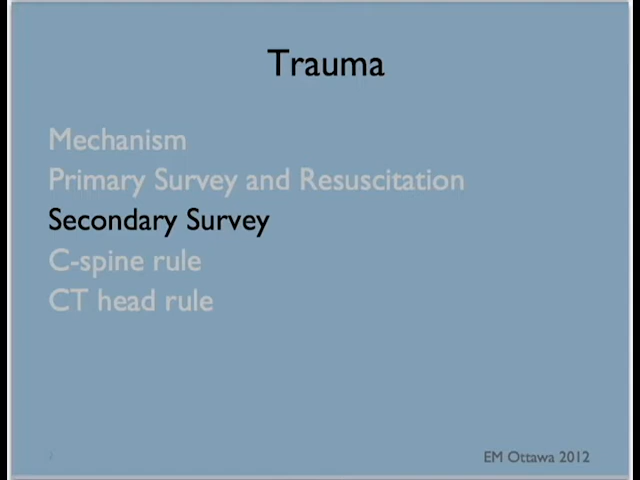 Trauma
Mechanism
Primary Survey and Resuscitation
Secondary Survey
C-spine rule
CT head rule
EM Ottawa 2012